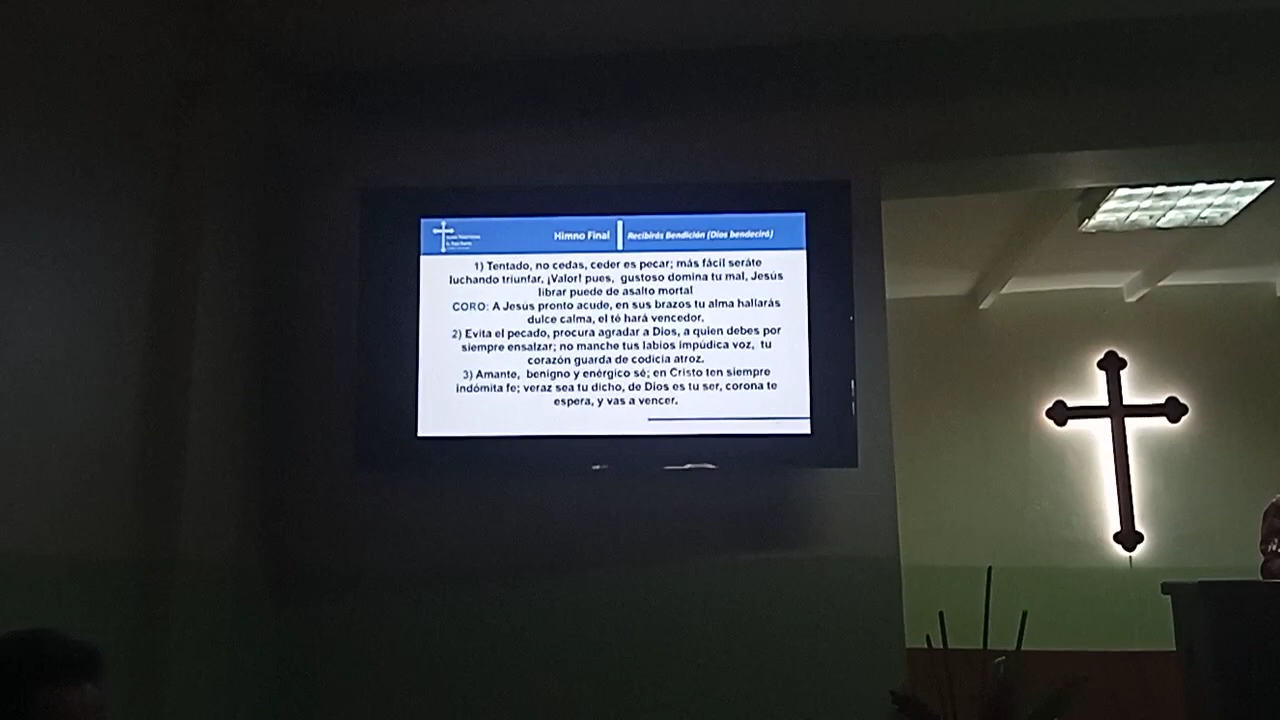 Himno Final
Recibirás Bendición (Dios bendecirá)
1) Tentado, no cedas, ceder es pecar; más fácil seráte
luchando triunfar, ¡Valor! pues, gustoso domina tu mal, Jesús
librar puede de asalto mortal
CORO: A Jesús pronto acude, en sus brazos tu alma hallarás
dulce calma, el té hará vencedor.
2) Evita el pecado, procura agradar a Dios, a quien debes por
siempre ensalzar; no manche tus labios impúdica voz, tu
corazón guarda de codicia atroz.
3) Amante, benigno y enérgico sé; en Cristo ten siempre
indómita fe; veraz sea tu dicho, de Dios es tu ser, corona te
espera, y vas a vencer.